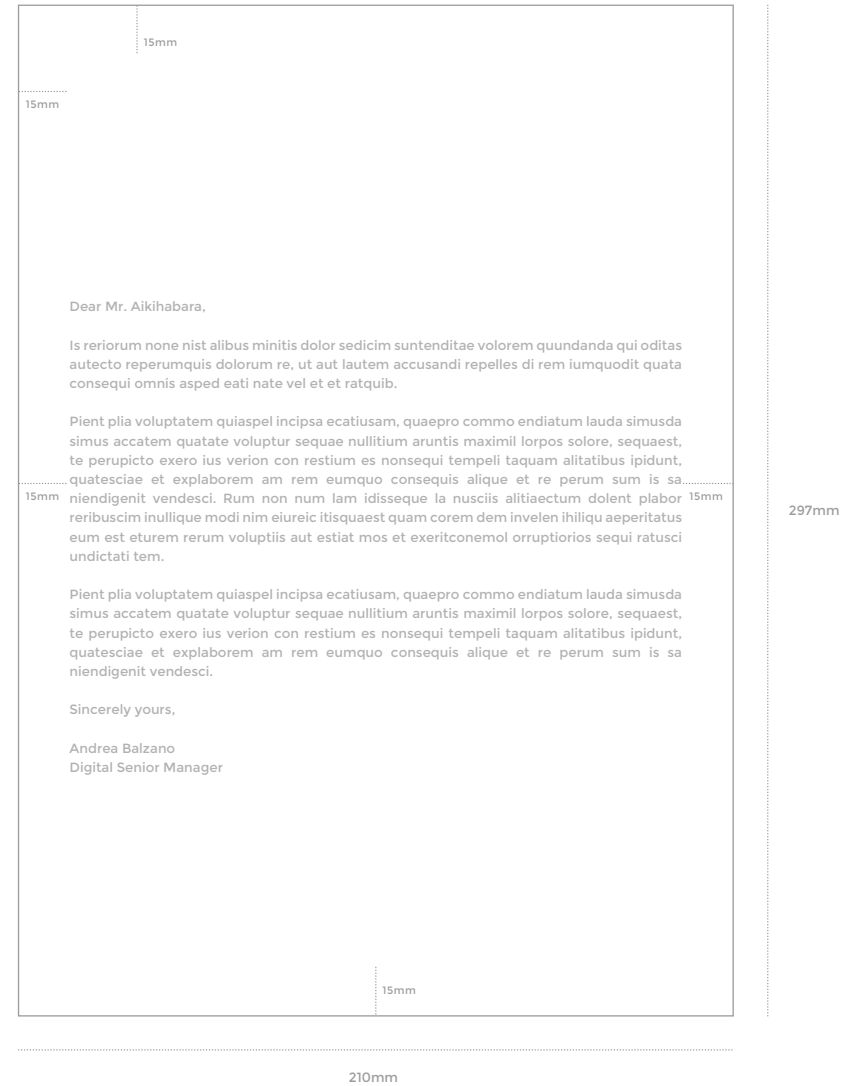 15mm
15mm
Dear Mr. Aikihabara,
Is reriorum none nist alibus minitis dolor sedicim suntenditae volorem quundanda qui oditas
autecto reperumquis dolorum re, ut aut lautem accusandi repelles di rem iumquodit quata
consequi omnis asped eati nate vel et et ratquib.
Pient plia voluptatem quiaspel incipsa ecatiusam, quaepro commo endiatum lauda simusda
simus accatem quatate voluptur sequae nullitium aruntis maximil lorpos solore, sequaest,
te perupicto exero ius verion con restium es nonsequi tempeli taquam alitatibus ipidunt,
quatesciae et explaborem am rem eumquo consequis alique et re perum sum is sa
15mm
niendigenit vendesci. Rum non num lam idisseque la nusciis alitiaectum dolent plabor
15mm
reribuscim inullique modi nim eiureic itisquaest quam corem dem invelen ihiliqu aeperitatus
297mm
eum est eturem rerum voluptiis aut estiat mos et exeritconemol orruptiorios sequi ratusci
undictati tem.
Pient plia voluptatem quiaspel incipsa ecatiusam, quaepro commo endiatum lauda simusda
simus accatem quatate voluptur sequae nullitium aruntis maximil lorpos solore, sequaest,
te perupicto exero ius verion con restium es nonsequi tempeli taquam alitatibus ipidunt,
quatesciae et explaborem am rem eumquo consequis alique et re perum sum is sa
niendigenit vendesci.
Sincerely yours,
Andrea Balzano
Digital Senior Manager
15mm
210mm